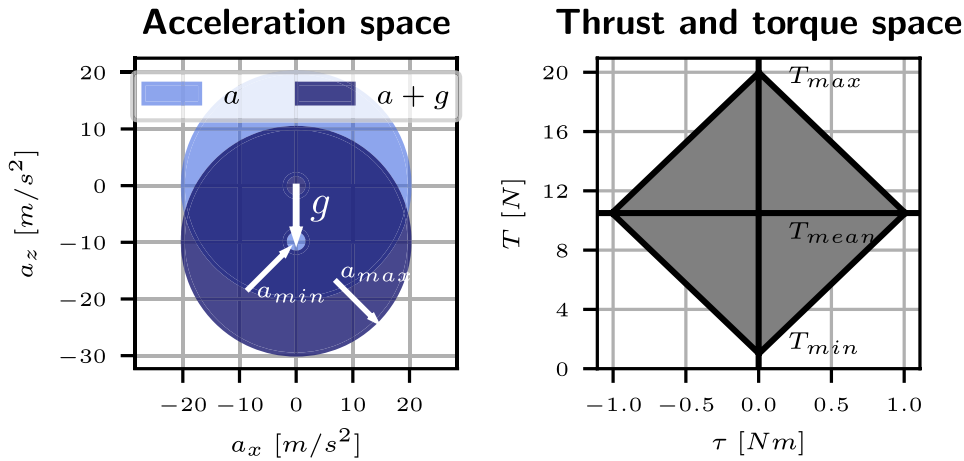 Acceleration space
a
a + g
20
10
0
−10
−20
−30
g
a_min
a_max
−20 −10 0 10 20
a_x [m/s²]
a_z [m/s²]
Thrust and torque space
20
16
12
8
4
0
T_max
T_mean
T_min
−1.0 −0.5 0.0 0.5 1.0
τ [Nm]
T [N]